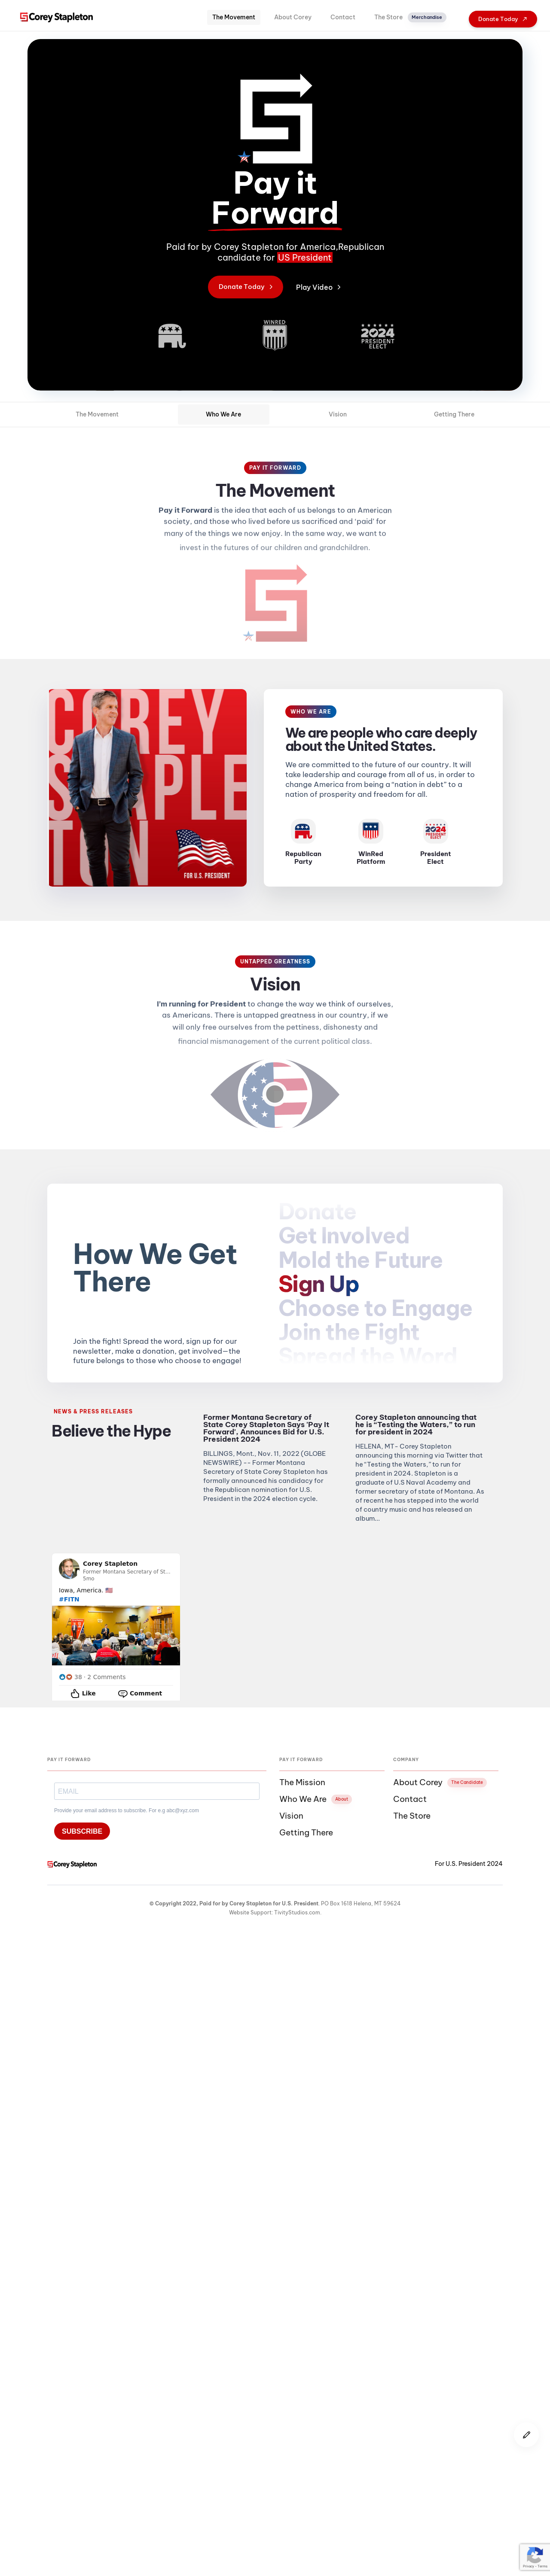 Corey Stapleton
The Movement
About Corey
Contact
The Store
Merchandise
Donate Today
Pay it
Forward
Paid for by Corey Stapleton for America,Republican
candidate for US President
Donate Today
Play Video
WINRED
2024
PRESIDENT
ELECT
The Movement
Who We Are
Vision
Getting There
PAY IT FORWARD
The Movement
Pay it Forward is the idea that each of us belongs to an American
society, and those who lived before us sacrificed and ‘paid’ for
many of the things we now enjoy. In the same way, we want to
invest in the futures of our children and grandchildren.
COREY
STAPLE
TON
FOR U.S. PRESIDENT
WHO WE ARE
We are people who care deeply
about the United States.
We are committed to the future of our country. It will
take leadership and courage from all of us, in order to
change America from being a “nation in debt” to a
nation of prosperity and freedom for all.
2024
PRESIDENT
ELECT
Republican
Party
WinRed
Platform
President
Elect
UNTAPPED GREATNESS
Vision
I’m running for President to change the way we think of ourselves,
as Americans. There is untapped greatness in our country, if we
will only free ourselves from the pettiness, dishonesty and
financial mismanagement of the current political class.
How We Get
There
Join the fight! Spread the word, sign up for our
newsletter, make a donation, get involved—the
future belongs to those who choose to engage!
Donate
Get Involved
Mold the Future
Sign Up
Choose to Engage
Join the Fight
Spread the Word
NEWS & PRESS RELEASES
Believe the Hype
Former Montana Secretary of
State Corey Stapleton Says 'Pay It
Forward', Announces Bid for U.S.
President 2024
BILLINGS, Mont., Nov. 11, 2022 (GLOBE
NEWSWIRE) -- Former Montana
Secretary of State Corey Stapleton has
formally announced his candidacy for
the Republican nomination for U.S.
President in the 2024 election cycle.
Corey Stapleton announcing that
he is “Testing the Waters,” to run
for president in 2024
HELENA, MT- Corey Stapleton
announcing this morning via Twitter that
he “Testing the Waters,” to run for
president in 2024. Stapleton is a
graduate of U.S Naval Academy and
former secretary of state of Montana. As
of recent he has stepped into the world
of country music and has released an
album...
Corey Stapleton
Former Montana Secretary of St...
5mo
Iowa, America. 🇺🇸
#FITN
38 · 2 Comments
Like
Comment
PAY IT FORWARD
EMAIL
Provide your email address to subscribe. For e.g abc@xyz.com
SUBSCRIBE
PAY IT FORWARD
The Mission
Who We Are
About
Vision
Getting There
COMPANY
About Corey
The Candidate
Contact
The Store
Corey Stapleton
For U.S. President 2024
© Copyright 2022, Paid for by Corey Stapleton for U.S. President. PO Box 1618 Helena, MT 59624
Website Support: TivityStudios.com.
Privacy - Terms